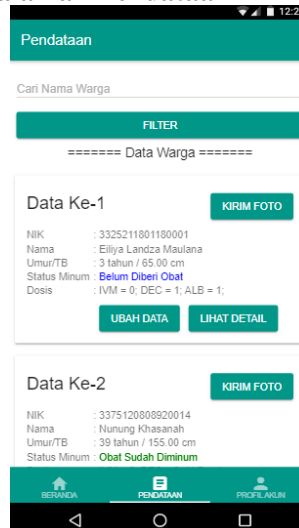 12:2
Pendataan
Cari Nama Warga
FILTER
======= Data Warga =======
Data Ke-1
KIRIM FOTO
NIK : 3325211801180001
Nama : Eiliya Landza Maulana
Umur/TB : 3 tahun / 65.00 cm
Status Minum : Belum Diberi Obat
Dosis : IVM = 0; DEC = 1; ALB = 1;
UBAH DATA LIHAT DETAIL
Data Ke-2
KIRIM FOTO
NIK : 3375120808920014
Nama : Nunung Khasanah
Umur/TB : 39 tahun / 155.00 cm
Status Minum : Obat Sudah Diminum
BERANDA PENDATAAN PROFIL AKUN